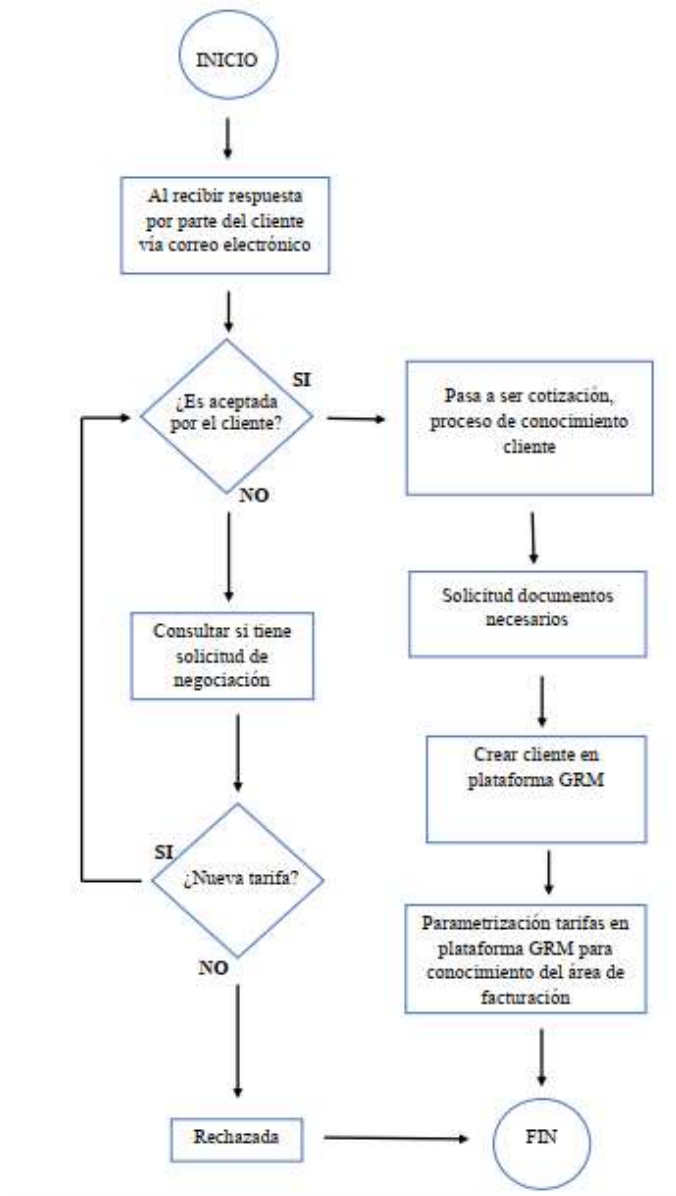 INICIO
Al recibir respuesta
por parte del cliente
vía correo electrónico
¿Es aceptada
por el cliente?
SI
NO
Pasa a ser cotización,
proceso de conocimiento
cliente
Solicitud documentos
necesarios
Consultar si tiene
solicitud de
negociación
Crear cliente en
plataforma GRM
SI
¿Nueva tarifa?
NO
Parametrización tarifas en
plataforma GRM para
conocimiento del área de
facturación
Rechazada
FIN